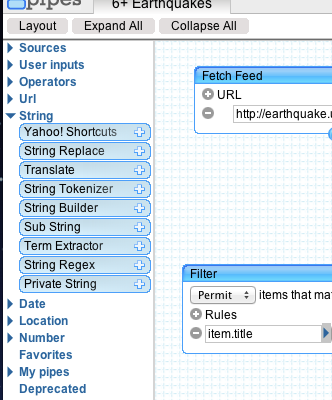 pipes
6+ Earthquakes
Layout
Expand All
Collapse All
Sources
User inputs
Operators
Url
String
Yahoo! Shortcuts
String Replace
Translate
String Tokenizer
String Builder
Sub String
Term Extractor
String Regex
Private String
Date
Location
Number
Favorites
My pipes
Deprecated
Fetch Feed
URL
http://earthquake.u
Filter
Permit items that ma
Rules
item.title